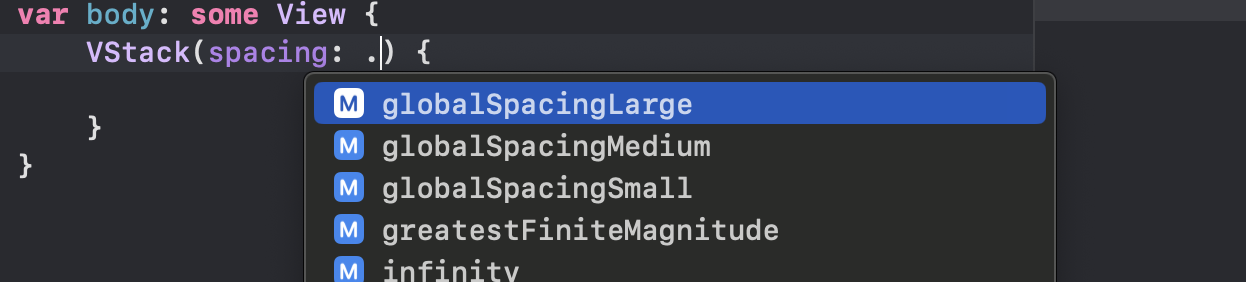 var body: some View {
VStack(spacing: .) {
M globalSpacingLarge
M globalSpacingMedium
}
M globalSpacingSmall
}
M greatestFiniteMagnitude
M infinity